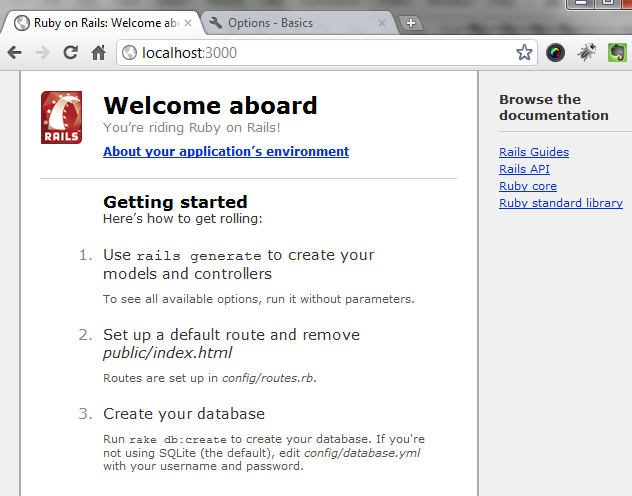 Ruby on Rails: Welcome abo
Options - Basics
localhost:3000
RAILS
Welcome aboard
You're riding Ruby on Rails!
About your application's environment
Getting started
Here's how to get rolling:
1. Use rails generate to create your
models and controllers
To see all available options, run it without parameters.
2. Set up a default route and remove
public/index.html
Routes are set up in config/routes.rb.
3. Create your database
Run rake db:create to create your database. If you're
not using SQLite (the default), edit config/database.yml
with your username and password.
Browse the
documentation
Rails Guides
Rails API
Ruby core
Ruby standard library